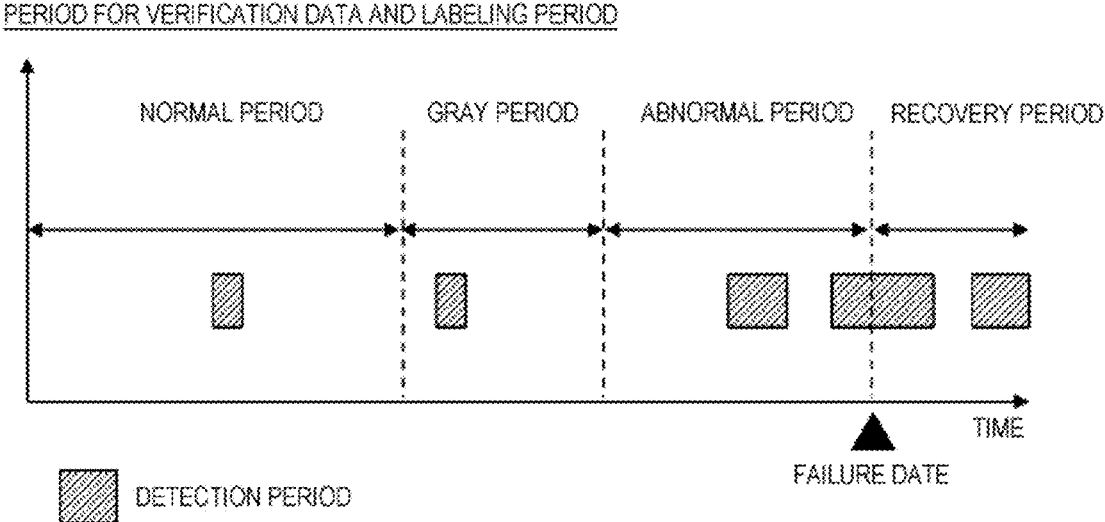 PERIOD FOR VERIFICATION DATA AND LABELING PERIOD
NORMAL PERIOD GRAY PERIOD ABNORMAL PERIOD RECOVERY PERIOD
TIME
FAILURE DATE
DETECTION PERIOD